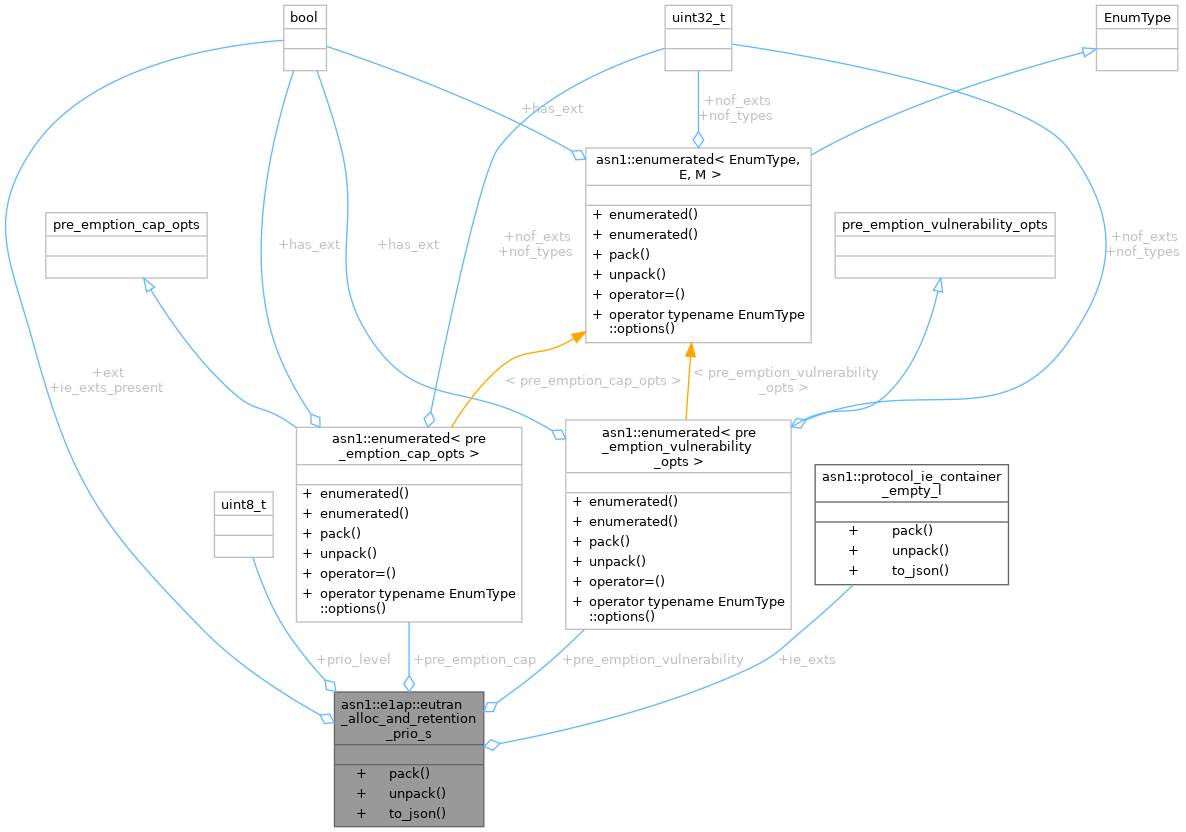 bool
uint32_t
EnumType
+has_ext
+nof_exts
+nof_types
asn1::enumerated< EnumType,
E, M >
+ enumerated()
+ enumerated()
+ pack()
+ unpack()
+ operator=()
+ operator typename EnumType
::options()
pre_emption_cap_opts
pre_emption_vulnerability_opts
+has_ext
+has_ext
+nof_exts
+nof_types
+nof_exts
+nof_types
+ext
+ie_exts_present
< pre_emption_cap_opts >
< pre_emption_vulnerability
_opts >
asn1::enumerated< pre
_emption_cap_opts >
+ enumerated()
+ enumerated()
+ pack()
+ unpack()
+ operator=()
+ operator typename EnumType
::options()
asn1::enumerated< pre
_emption_vulnerability
_opts >
+ enumerated()
+ enumerated()
+ pack()
+ unpack()
+ operator=()
+ operator typename EnumType
::options()
asn1::protocol_ie_container
_empty_l
+ pack()
+ unpack()
+ to_json()
uint8_t
+prio_level
+pre_emption_cap
+pre_emption_vulnerability
+ie_exts
asn1::e1ap::eutran
_alloc_and_retention
_prio_s
+ pack()
+ unpack()
+ to_json()